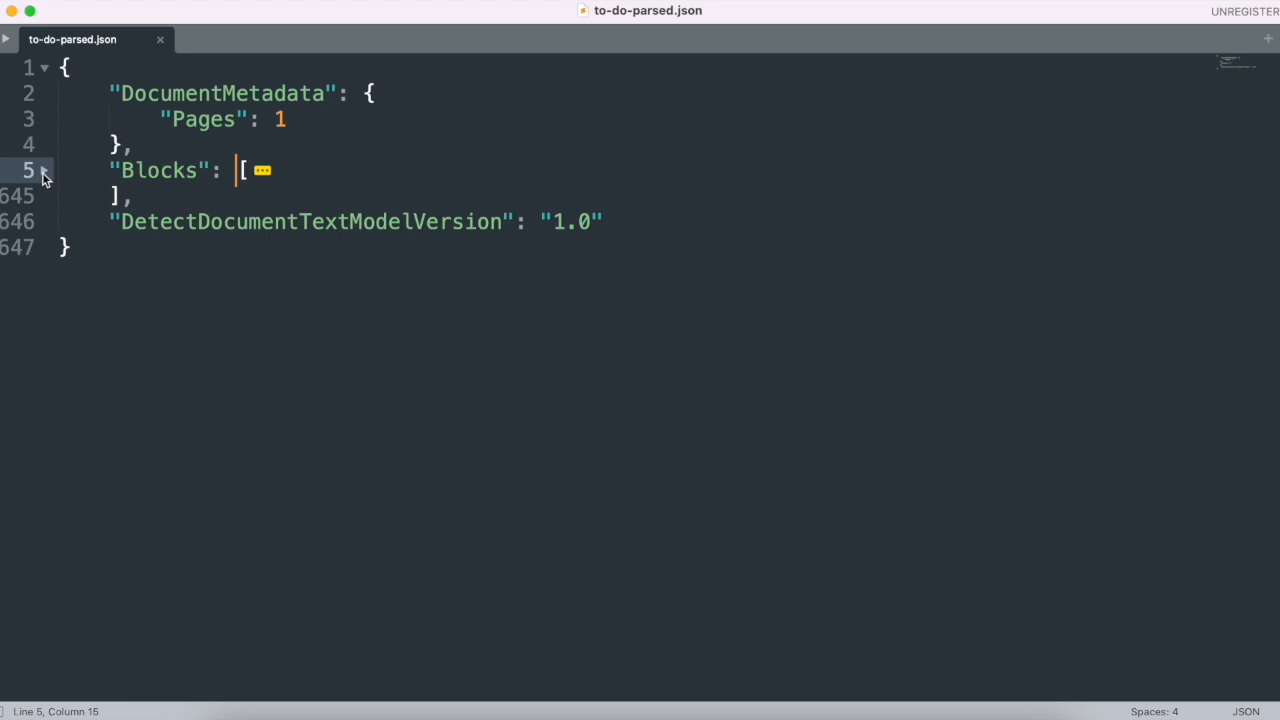 to-do-parsed.json
UNREGISTER
to-do-parsed.json ×
1 {
2 "DocumentMetadata": {
3 "Pages": 1
4 },
5 "Blocks": [
645 ],
646 "DetectDocumentTextModelVersion": "1.0"
647 }
Line 5, Column 15
Spaces: 4
JSON